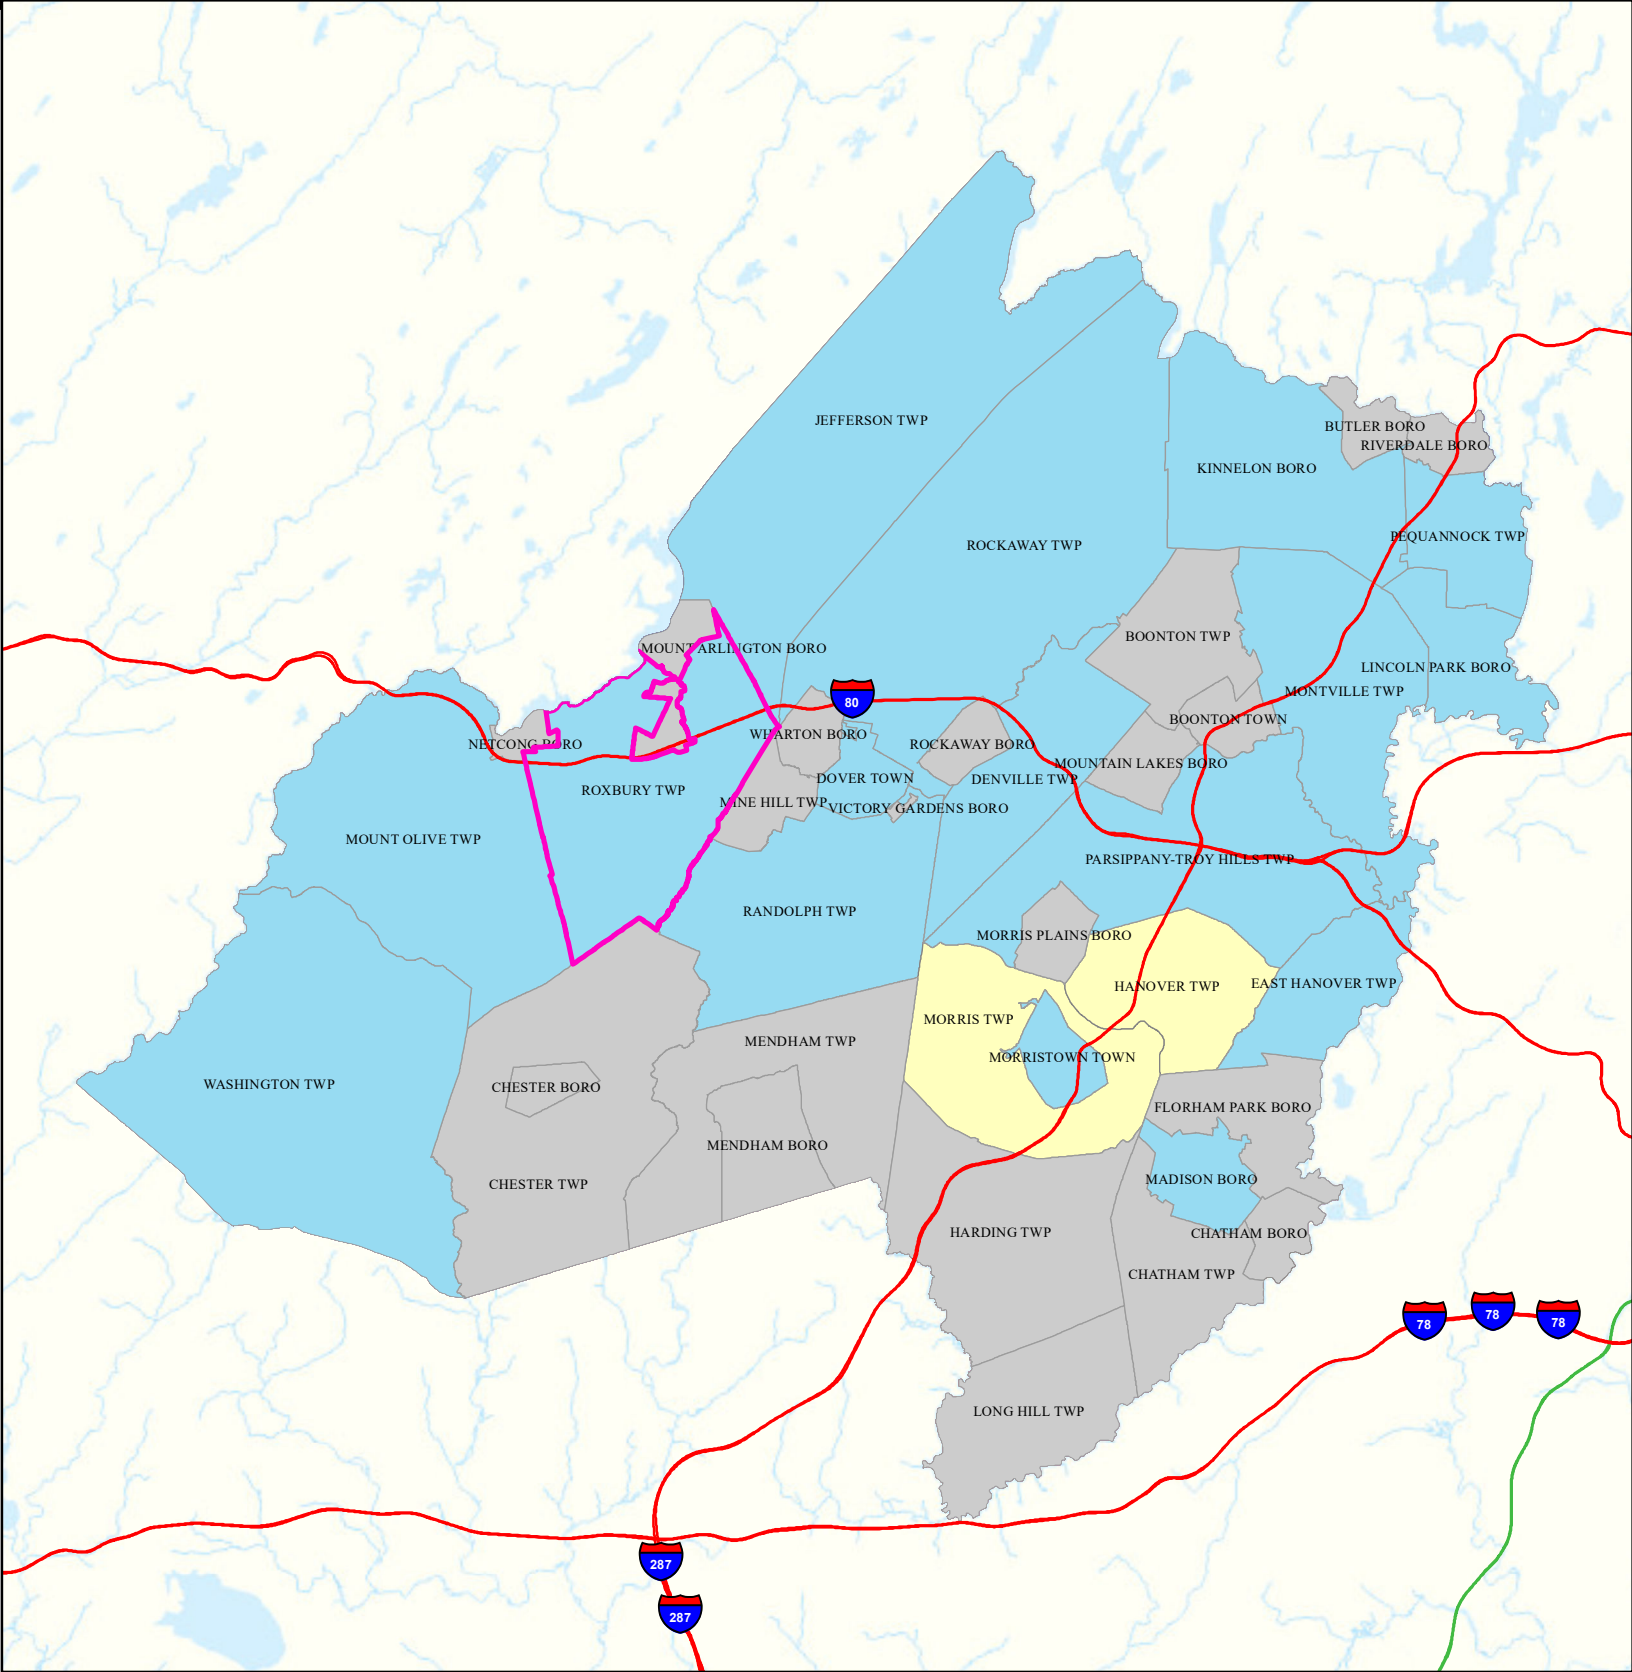 JEFFERSON TWP
BUTLER BORO
RIVERDALE BORO
KINNELON BORO
PEQUANNOCK TWP
ROCKAWAY TWP
BOONTON TWP
MOUNT ARLINGTON BORO
LINCOLN PARK BORO
MONTVILLE TWP
80
BOONTON TOWN
WHARTON BORO
NETCONG BORO
ROCKAWAY BORO
MOUNTAIN LAKES BORO
DOVER TOWN
DENVILLE TWP
ROXBURY TWP
MINE HILL TWP
VICTORY GARDENS BORO
MOUNT OLIVE TWP
PARSIPPANY-TROY HILLS TWP
RANDOLPH TWP
MORRIS PLAINS BORO
HANOVER TWP
EAST HANOVER TWP
MORRIS TWP
MENDHAM TWP
MORRISTOWN TOWN
WASHINGTON TWP
CHESTER BORO
FLORHAM PARK BORO
MENDHAM BORO
MADISON BORO
CHESTER TWP
HARDING TWP
CHATHAM BORO
CHATHAM TWP
78
78
78
LONG HILL TWP
287
287